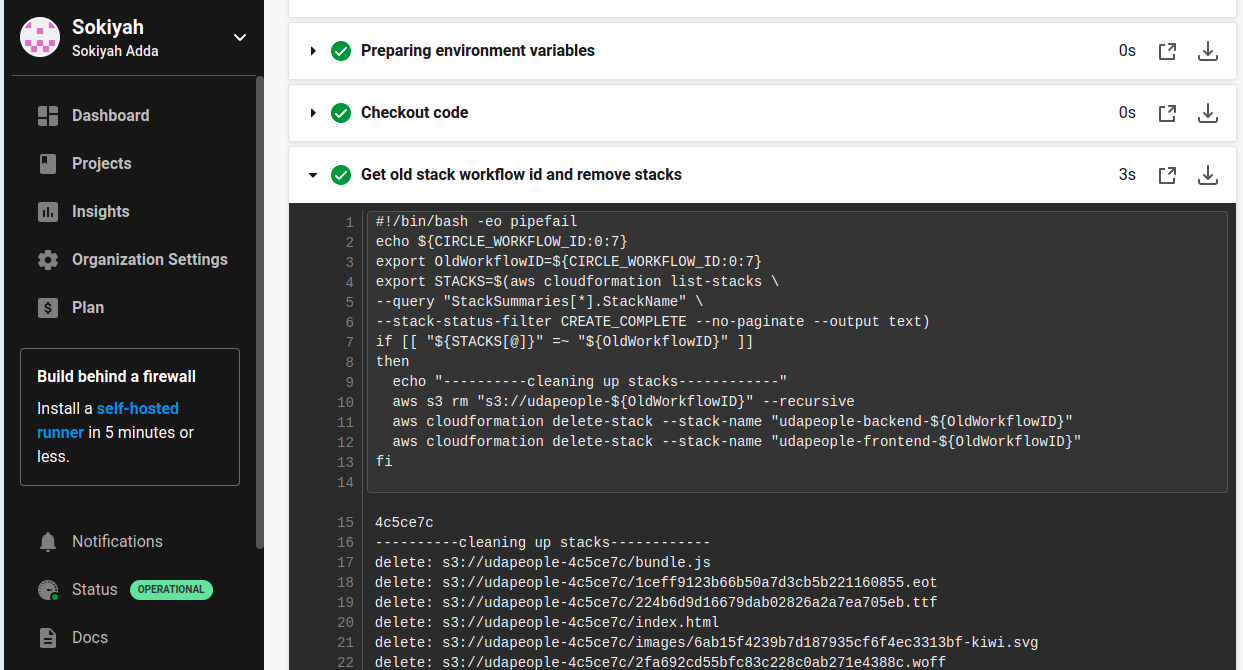 Sokiyah
Sokiyah Adda
Dashboard
Projects
Insights
Organization Settings
Plan
Build behind a firewall
Install a self-hosted
runner in 5 minutes or
less.
Notifications
Status OPERATIONAL
Docs
Preparing environment variables 0s
Checkout code 0s
Get old stack workflow id and remove stacks 3s
1 #!/bin/bash -eo pipefail
2 echo ${CIRCLE_WORKFLOW_ID:0:7}
3 export OldWorkflowID=${CIRCLE_WORKFLOW_ID:0:7}
4 export STACKS=$(aws cloudformation list-stacks \
5 --query "StackSummaries[*].StackName" \
6 --stack-status-filter CREATE_COMPLETE --no-paginate --output text)
7 if [[ "${STACKS[@]}" =~ "${OldWorkflowID}" ]]
8 then
9   echo "----------cleaning up stacks------------"
10   aws s3 rm "s3://udapeople-${OldWorkflowID}" --recursive
11   aws cloudformation delete-stack --stack-name "udapeople-backend-${OldWorkflowID}"
12   aws cloudformation delete-stack --stack-name "udapeople-frontend-${OldWorkflowID}"
13 fi
14
15 4c5ce7c
16 ----------cleaning up stacks------------
17 delete: s3://udapeople-4c5ce7c/bundle.js
18 delete: s3://udapeople-4c5ce7c/1ceff9123b66b50a7d3cb5b221160855.eot
19 delete: s3://udapeople-4c5ce7c/224b6d9d16679dab02826a2a7ea705eb.ttf
20 delete: s3://udapeople-4c5ce7c/index.html
21 delete: s3://udapeople-4c5ce7c/images/6ab15f4239b7d187935cf6f4ec3313bf-kiwi.svg
22 delete: s3://udapeople-4c5ce7c/2fa692cd55bfc83c228c0ab271e4388c.woff